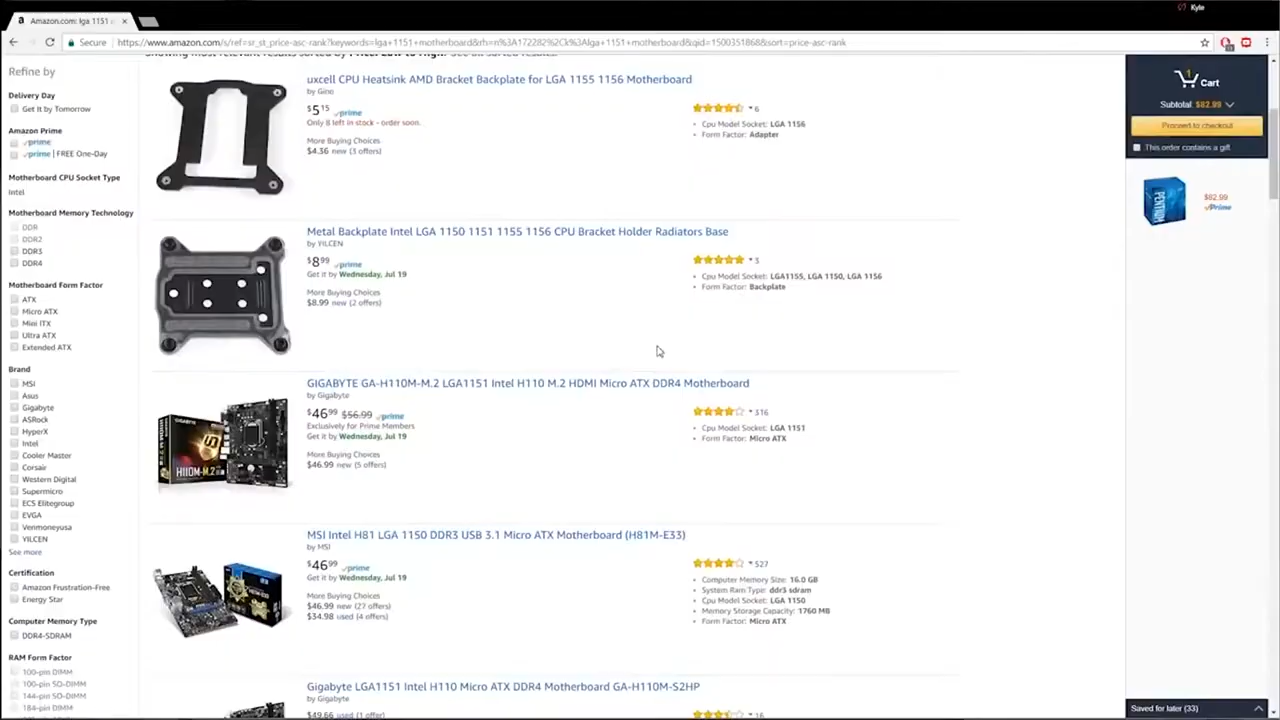 Kyle
Amazon.com: lga 1151
Secure
https://www.amazon.com/s/ref=sr_st_price-asc-rank?keywords=lga+1151+motherboard&rh=n%3A172282%2Ck%3Alga+1151+motherboard&qid=1500351868&sort=price-asc-rank
Refine by
Delivery Day
Get It by Tomorrow
Amazon Prime
prime
prime | FREE One-Day
Motherboard CPU Socket Type
Intel
Motherboard Memory Technology
DDR
DDR2
DDR3
DDR4
Motherboard Form Factor
ATX
Micro ATX
Mini ITX
Ultra ATX
Extended ATX
Brand
MSI
Asus
Gigabyte
ASRock
HyperX
Intel
Cooler Master
Corsair
Western Digital
Supermicro
ECS Elitegroup
EVGA
Venmoneyusa
YILCEN
See more
Certification
Amazon Frustration-Free
Energy Star
Computer Memory Type
DDR4-SDRAM
RAM Form Factor
100-pin DIMM
100-pin SO-DIMM
144-pin SO-DIMM
184-pin DIMM
uxcell CPU Heatsink AMD Bracket Backplate for LGA 1155 1156 Motherboard
by Gino
$5 15 prime
Only 8 left in stock - order soon.
More Buying Choices
$4.36 new (3 offers)
6
Cpu Model Socket: LGA 1156
Form Factor: Adapter
Metal Backplate Intel LGA 1150 1151 1155 1156 CPU Bracket Holder Radiators Base
by YILCEN
$8 99 prime
Get it by Wednesday, Jul 19
More Buying Choices
$8.99 new (2 offers)
3
Cpu Model Socket: LGA1155, LGA 1150, LGA 1156
Form Factor: Backplate
GIGABYTE GA-H110M-M.2 LGA1151 Intel H110 M.2 HDMI Micro ATX DDR4 Motherboard
by Gigabyte
$46 99 $56.99 prime
Exclusively for Prime Members
Get it by Wednesday, Jul 19
More Buying Choices
$46.99 new (5 offers)
316
Cpu Model Socket: LGA 1151
Form Factor: Micro ATX
H110M-M.2
MSI Intel H81 LGA 1150 DDR3 USB 3.1 Micro ATX Motherboard (H81M-E33)
by MSI
$46 99 prime
Get it by Wednesday, Jul 19
More Buying Choices
$46.99 new (27 offers)
$34.98 used (4 offers)
527
Computer Memory Size: 16.0 GB
System Ram Type: ddr3 sdram
Cpu Model Socket: LGA 1150
Memory Storage Capacity: 1760 MB
Form Factor: Micro ATX
Gigabyte LGA1151 Intel H110 Micro ATX DDR4 Motherboard GA-H110M-S2HP
by Gigabyte
$49.66 used (1 offer)
16
1
Cart
Subtotal: $82.99
Proceed to checkout
This order contains a gift
PENTIUM
$82.99
Prime
Saved for later (33)